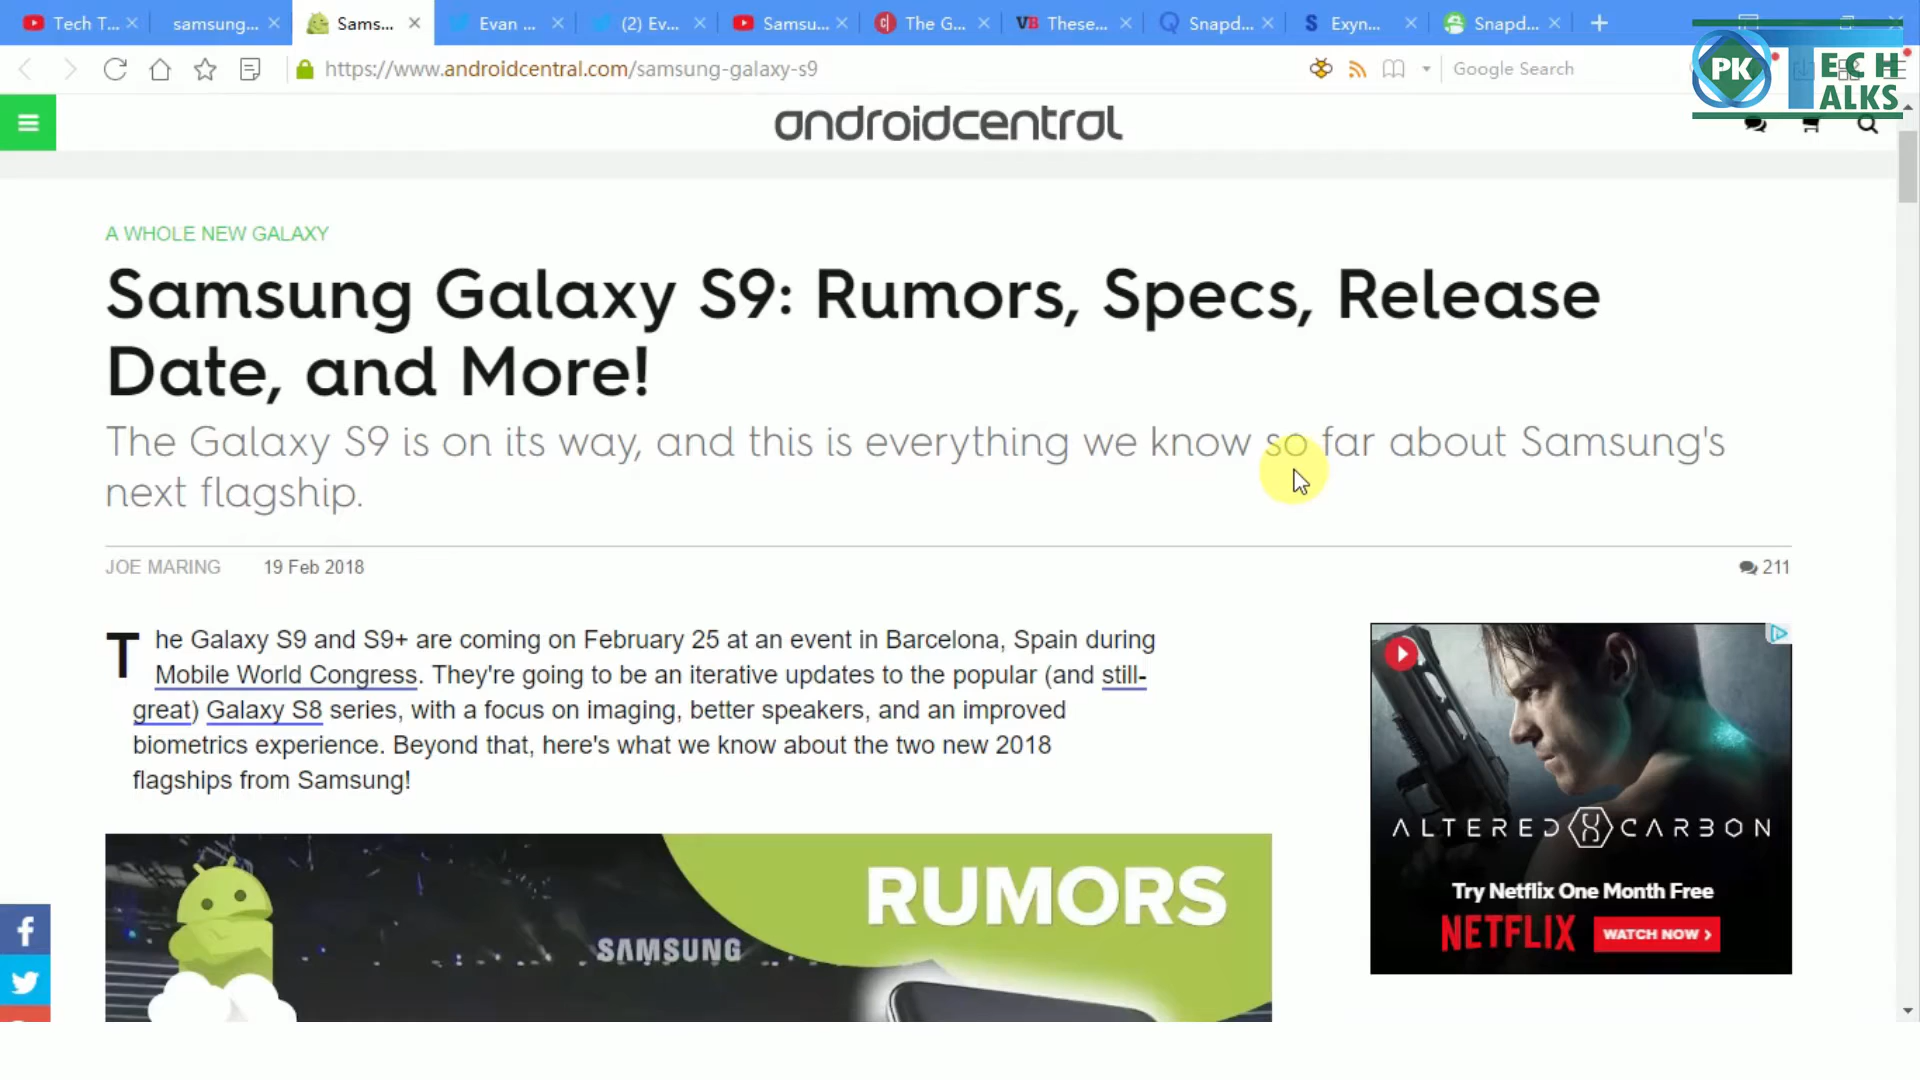 Tech T...
samsung...
Sams...
Evan ...
(2) Ev...
Samsu...
The G...
VB These...
Snapd...
S Exyn...
Snapd...
https://www.androidcentral.com/samsung-galaxy-s9
Google Search
PK TECH TALKS
androidcentral
A WHOLE NEW GALAXY
Samsung Galaxy S9: Rumors, Specs, Release
Date, and More!
The Galaxy S9 is on its way, and this is everything we know so far about Samsung's
next flagship.
JOE MARING 19 Feb 2018 211
The Galaxy S9 and S9+ are coming on February 25 at an event in Barcelona, Spain during
Mobile World Congress. They're going to be an iterative updates to the popular (and still-
great) Galaxy S8 series, with a focus on imaging, better speakers, and an improved
biometrics experience. Beyond that, here's what we know about the two new 2018
flagships from Samsung!
RUMORS
SAMSUNG
ALTERED CARBON
Try Netflix One Month Free
NETFLIX WATCH NOW >